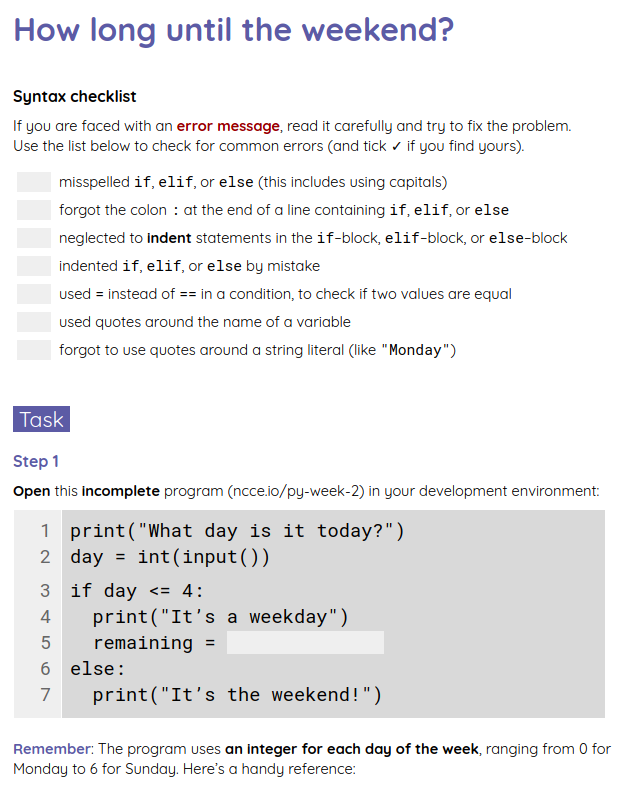 How long until the weekend?
Syntax checklist
If you are faced with an error message, read it carefully and try to fix the problem.
Use the list below to check for common errors (and tick ✓ if you find yours).
misspelled if, elif, or else (this includes using capitals)
forgot the colon : at the end of a line containing if, elif, or else
neglected to indent statements in the if-block, elif-block, or else-block
indented if, elif, or else by mistake
used = instead of == in a condition, to check if two values are equal
used quotes around the name of a variable
forgot to use quotes around a string literal (like "Monday")
Task
Step 1
Open this incomplete program (ncce.io/py-week-2) in your development environment:
1 print("What day is it today?")
2 day = int(input())
3 if day <= 4:
4   print("It’s a weekday")
5   remaining =
6 else:
7   print("It’s the weekend!")
Remember: The program uses an integer for each day of the week, ranging from 0 for
Monday to 6 for Sunday. Here’s a handy reference: